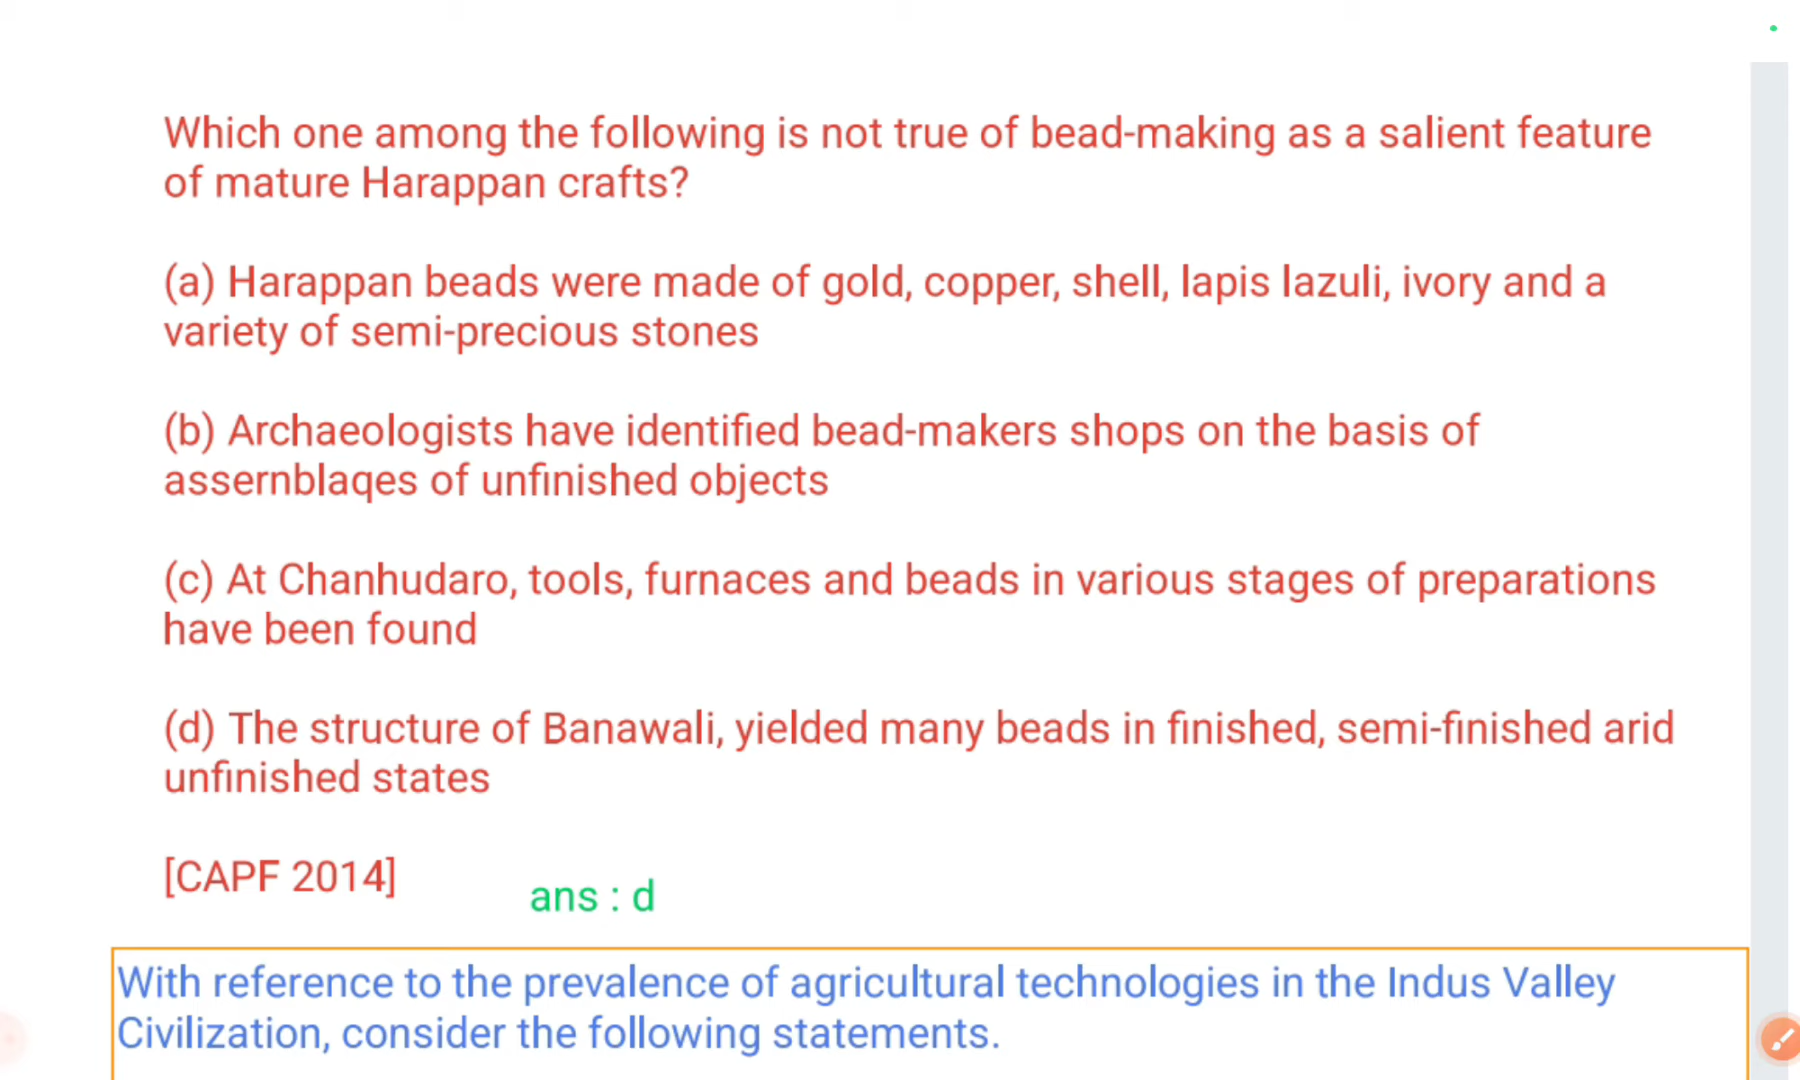 Which one among the following is not true of bead-making as a salient feature
of mature Harappan crafts?
(a) Harappan beads were made of gold, copper, shell, lapis lazuli, ivory and a
variety of semi-precious stones
(b) Archaeologists have identified bead-makers shops on the basis of
assernblaqes of unfinished objects
(c) At Chanhudaro, tools, furnaces and beads in various stages of preparations
have been found
(d) The structure of Banawali, yielded many beads in finished, semi-finished arid
unfinished states
[CAPF 2014]
ans : d
With reference to the prevalence of agricultural technologies in the Indus Valley
Civilization, consider the following statements.